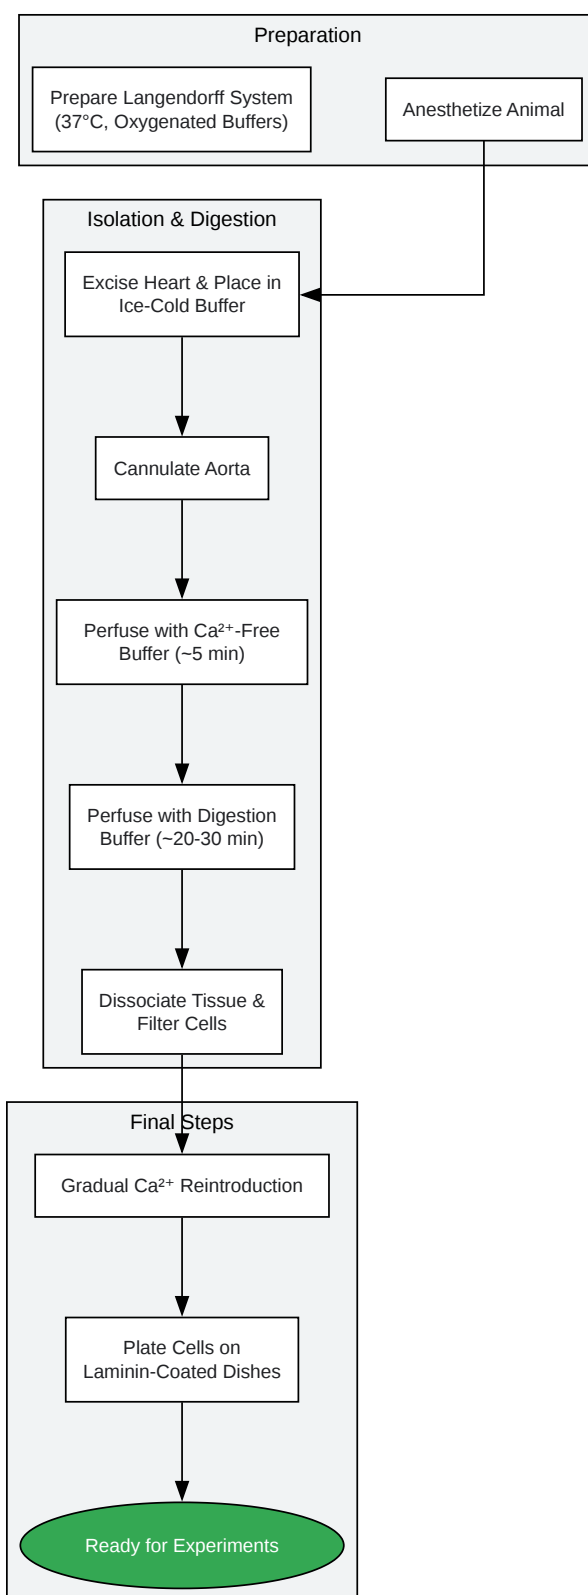 Preparation
Prepare Langendorff System
(37°C, Oxygenated Buffers)
Anesthetize Animal
Isolation & Digestion
Excise Heart & Place in
Ice-Cold Buffer
Cannulate Aorta
Perfuse with Ca²⁺-Free
Buffer (~5 min)
Perfuse with Digestion
Buffer (~20-30 min)
Dissociate Tissue &
Filter Cells
Final Steps
Gradual Ca²⁺ Reintroduction
Plate Cells on
Laminin-Coated Dishes
Ready for Experiments